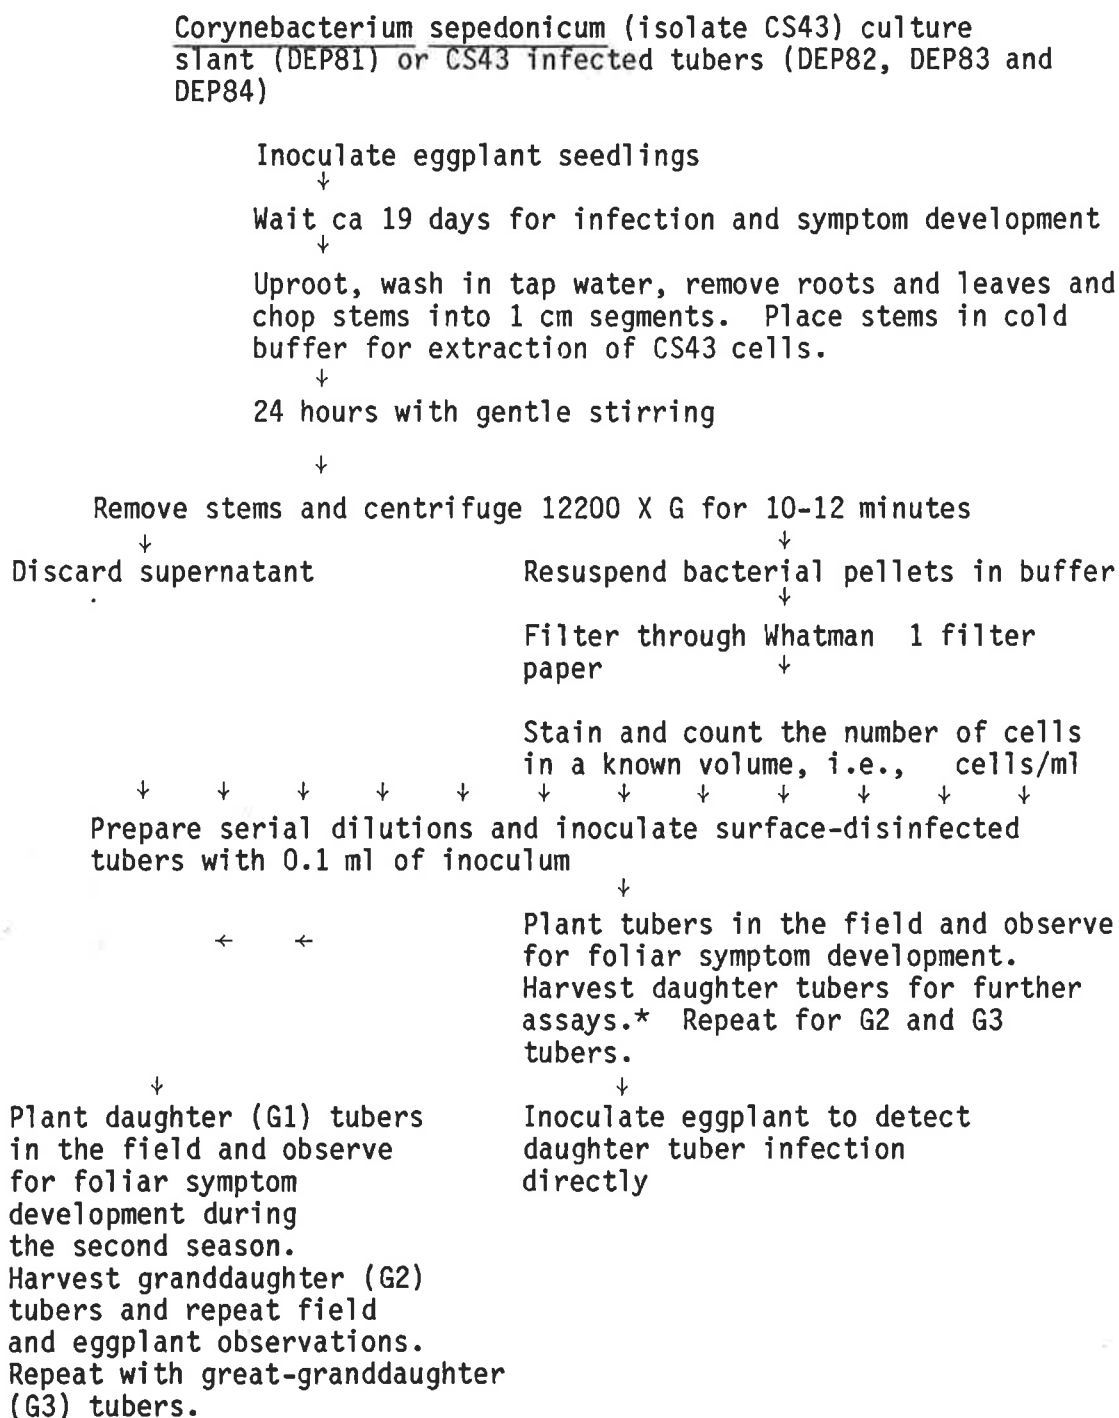 Corynebacterium sepedonicum (isolate CS43) culture
slant (DEP81) or CS43 infected tubers (DEP82, DEP83 and
DEP84)
Inoculate eggplant seedlings
↓
Wait ca 19 days for infection and symptom development
↓
Uproot, wash in tap water, remove roots and leaves and
chop stems into 1 cm segments. Place stems in cold
buffer for extraction of CS43 cells.
↓
24 hours with gentle stirring
↓
Remove stems and centrifuge 12200 X G for 10-12 minutes
↓ ↓
Discard supernatant
Resuspend bacterial pellets in buffer
↓
Filter through Whatman 1 filter
paper ↓
Stain and count the number of cells
in a known volume, i.e., cells/ml
↓ ↓ ↓ ↓ ↓ ↓ ↓ ↓ ↓ ↓ ↓ ↓
Prepare serial dilutions and inoculate surface-disinfected
tubers with 0.1 ml of inoculum
↓
Plant tubers in the field and observe
← ←
for foliar symptom development.
Harvest daughter tubers for further
assays.* Repeat for G2 and G3
tubers.
↓ ↓
Plant daughter (G1) tubers
in the field and observe
for foliar symptom
development during
the second season.
Harvest granddaughter (G2)
tubers and repeat field
and eggplant observations.
Repeat with great-granddaughter
(G3) tubers.
Inoculate eggplant to detect
daughter tuber infection
directly